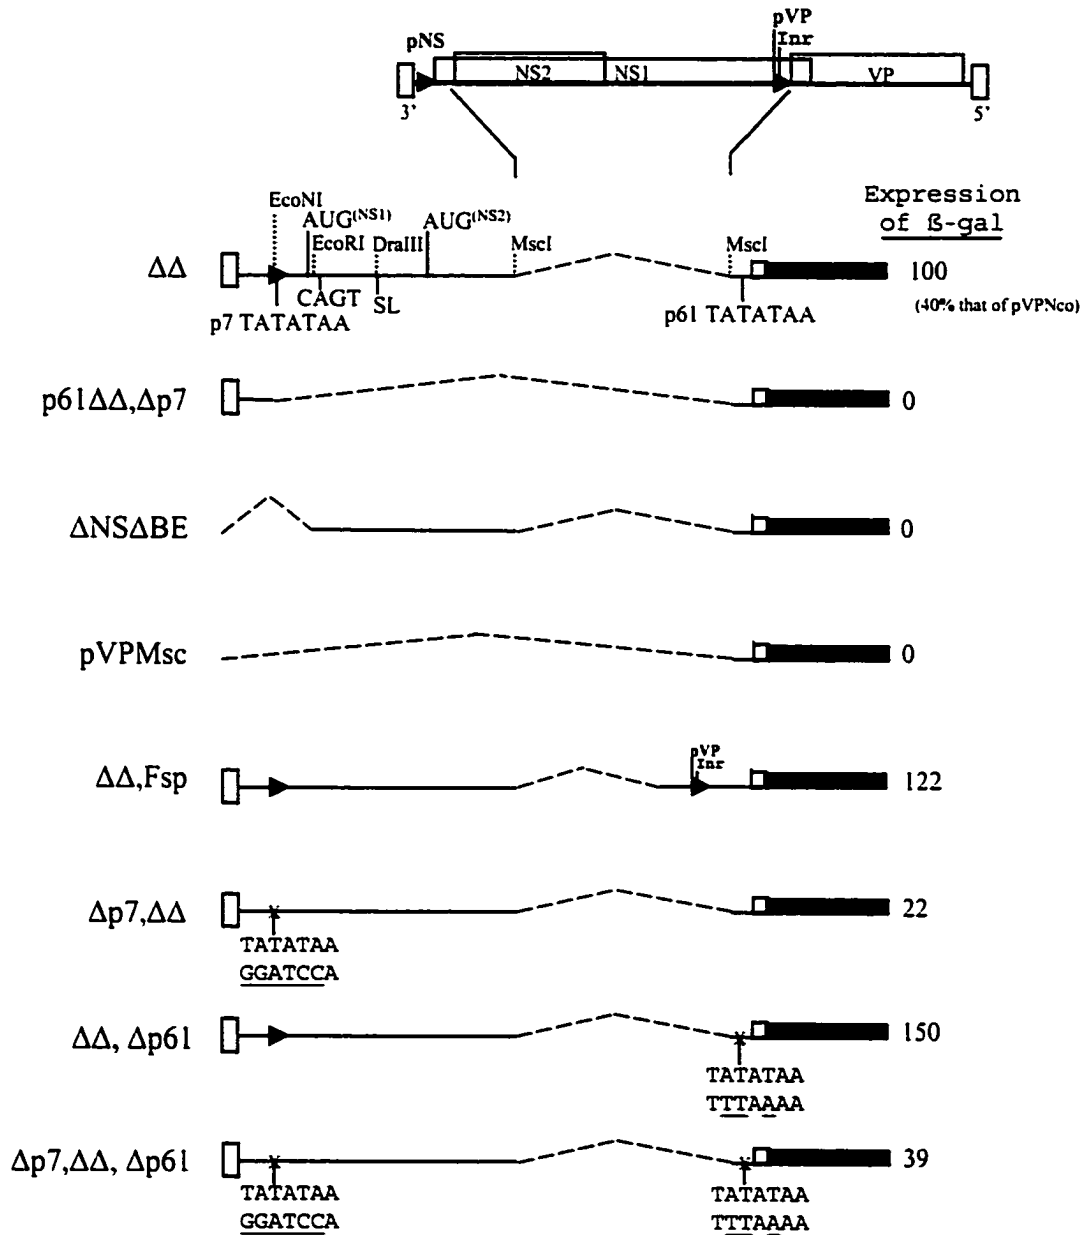 pVP
pNS Inr
NS2 NS1 VP
3' 5'
Expression
of ß-gal
EcoNI
AUG(NS1) AUG(NS2)
EcoRI DraIII MscI MscI
ΔΔ 100
CAGT SL
(40% that of pVPNco)
p7 TATATAA p61 TATATAA
p61ΔΔ,Δp7 0
ΔNSΔBE 0
pVPMsc 0
pVP
Inr
ΔΔ,Fsp 122
Δp7,ΔΔ 22
TATATAA
GGATCCA
ΔΔ, Δp61 150
TATATAA
TTTAAAA
Δp7,ΔΔ, Δp61 39
TATATAA TATATAA
GGATCCA TTTAAAA